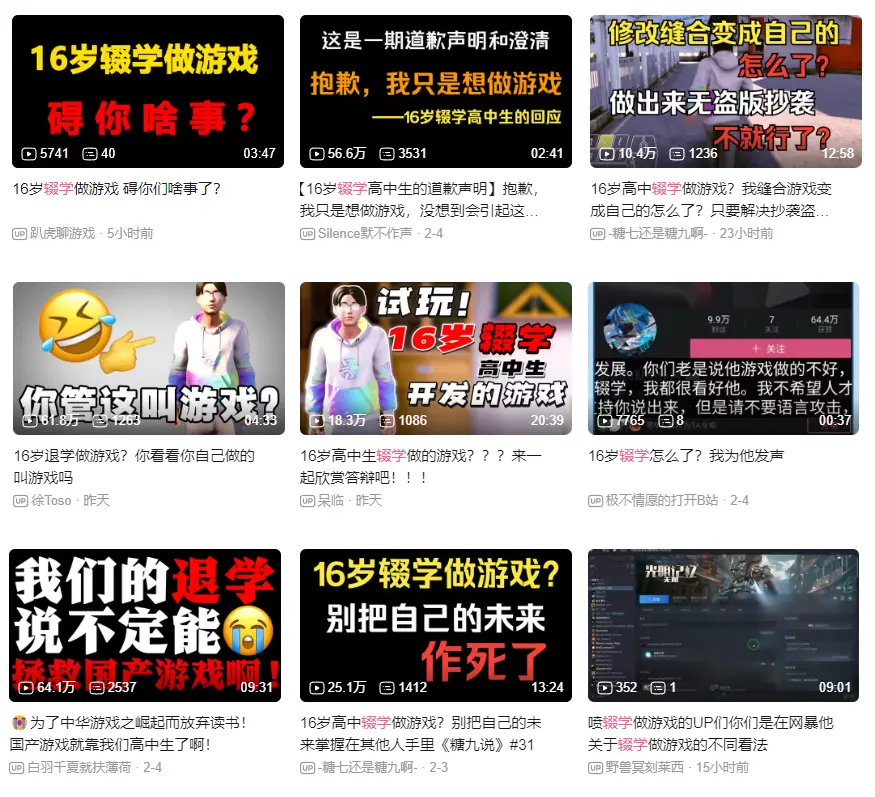 16岁辍学做游戏
碍你啥事？
5741 40 03:47
16岁辍学做游戏 碍你们啥事了？
UP 趴虎聊游戏 · 5小时前
这是一期道歉声明和澄清
抱歉，我只是想做游戏
——16岁辍学高中生的回应
56.6万 3531 02:41
【16岁辍学高中生的道歉声明】抱歉，
我只是想做游戏，没想到会引起这...
UP Silence默不作声 · 2-4
修改缝合变成自己的
怎么了？
做出来无盗版抄袭
不就行了？
10.4万 1236 12:58
16岁高中辍学做游戏？我缝合游戏变
成自己的怎么了？只要解决抄袭盗...
UP -糖七还是糖九啊- · 23小时前
你管这叫游戏？
61.8万 1263 04:33
16岁退学做游戏？你看看你自己做的
叫游戏吗
UP 徐Toso · 昨天
试玩！
16岁 辍学
高中生
开发的游戏
18.3万 1086 20:39
16岁高中生辍学做的游戏？？？来一
起欣赏答辩吧！！！
UP 呆临 · 昨天
9.9万 7 64.4万
粉丝 关注 获赞
+ 关注
发展。你们老是说他游戏做的不好，
辍学，我都很看好他。我不希望人才
持你说出来，但是请不要语言攻击，
7765 8 00:37
16岁辍学怎么了？我为他发声
UP 极不情愿的打开B站 · 2-4
我们的退学
说不定能
拯救国产游戏啊！
64.1万 2537 09:31
😭为了中华游戏之崛起而放弃读书！
国产游戏就靠我们高中生了啊！
UP 白羽千夏就扶薄荷 · 2-4
16岁辍学做游戏？
别把自己的未来
作死了
25.1万 1412 13:24
16岁高中辍学做游戏？别把自己的未
来掌握在其他人手里《糖九说》#31
UP -糖七还是糖九啊- · 2-3
光明记忆
无限
352 1 09:01
喷辍学做游戏的UP们你们是在网暴他
关于辍学做游戏的不同看法
UP 野兽冥刻莱西 · 15小时前